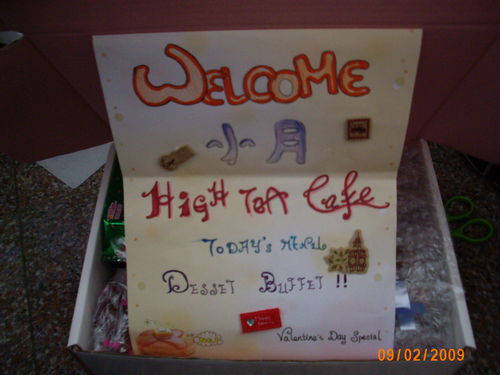 WELCOME
小月
HIGH TEA Cafe
TODAY'S MENU
DESSET BUFFET !!
Valentine's Day Special
09/02/2009